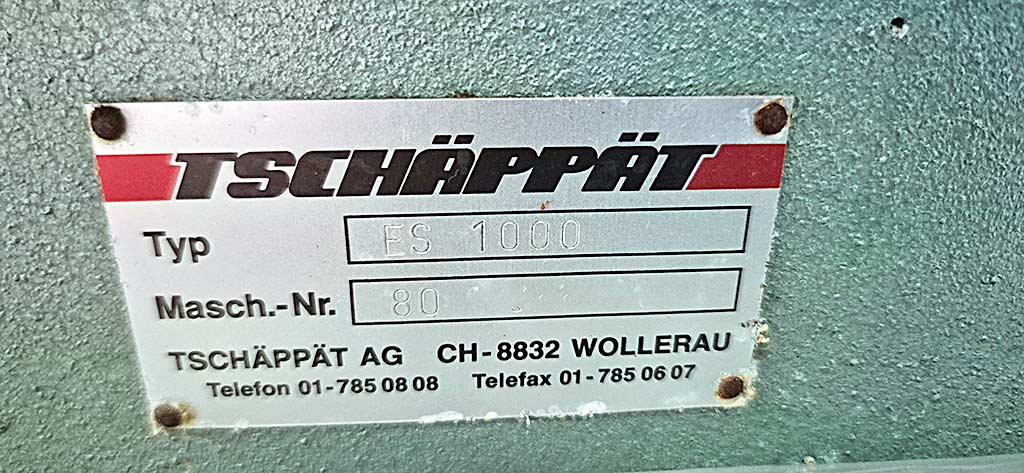 TSCHÄPPÄT
Typ ES 1000
Masch.-Nr. 80
TSCHÄPPÄT AG CH-8832 WOLLERAU
Telefon 01-785 08 08 Telefax 01-785 06 07